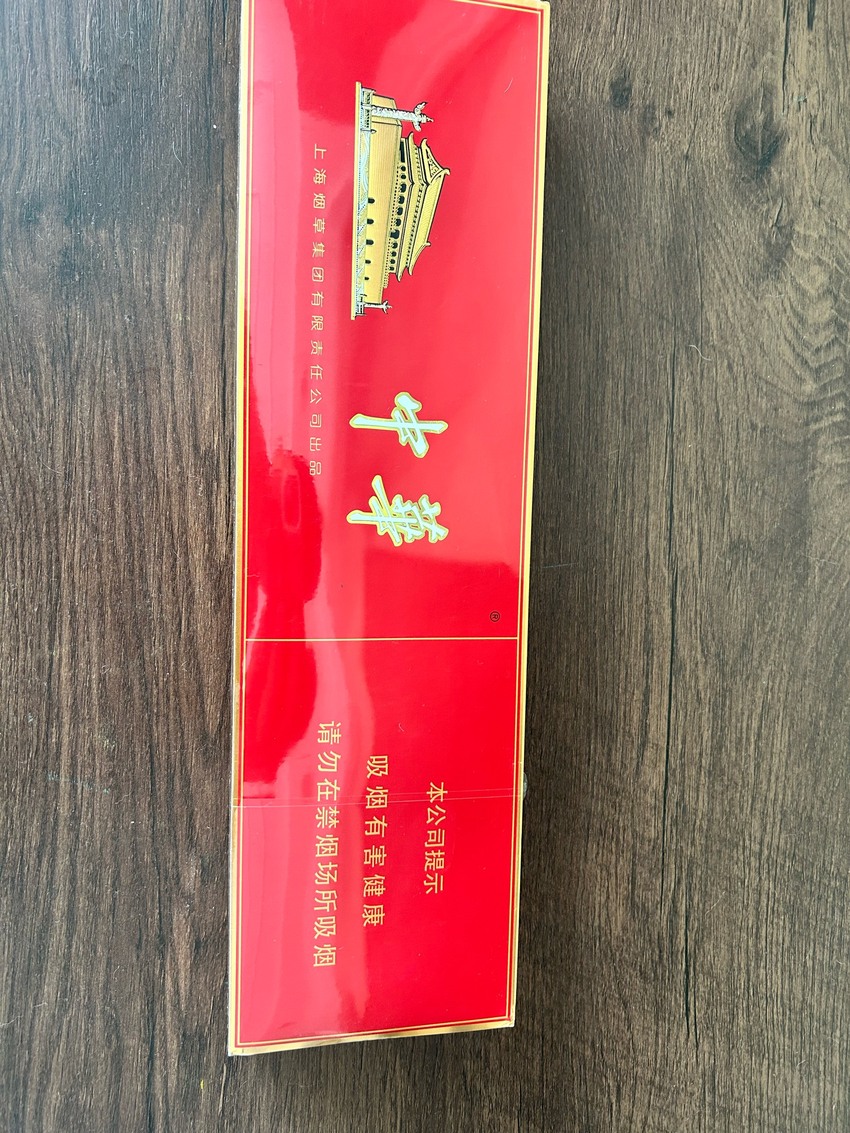 中華
®
上海烟草集团有限责任公司出品
本公司提示
吸烟有害健康
请勿在禁烟场所吸烟